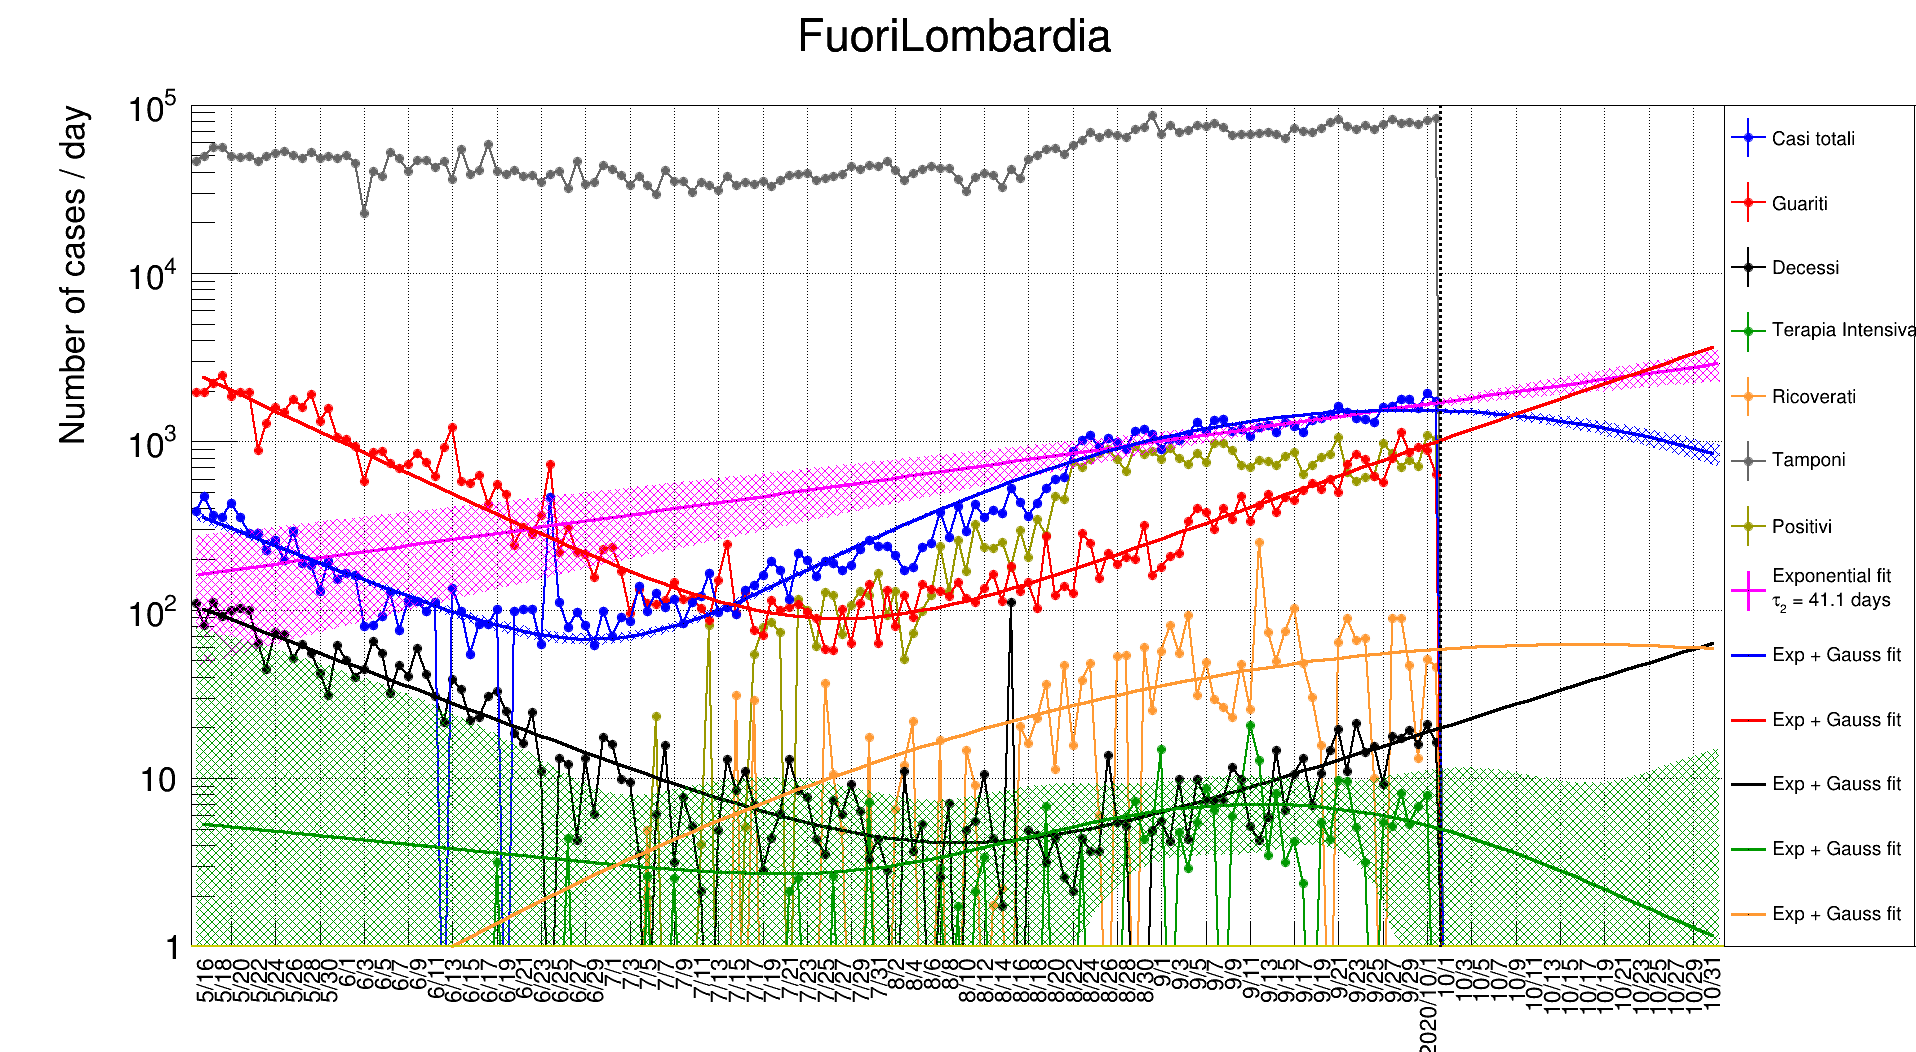 FuoriLombardia
Number of cases / day
10^5
10^4
10^3
10^2
10
1
5/16 5/18 5/20 5/22 5/24 5/26 5/28 5/30 6/1 6/3 6/5 6/7 6/9 6/11 6/13 6/15 6/17 6/19 6/21 6/23 6/25 6/27 6/29 7/1 7/3 7/5 7/7 7/9 7/11 7/13 7/15 7/17 7/19 7/21 7/23 7/25 7/27 7/29 7/31 8/2 8/4 8/6 8/8 8/10 8/12 8/14 8/16 8/18 8/20 8/22 8/24 8/26 8/28 8/30 9/1 9/3 9/5 9/7 9/9 9/11 9/13 9/15 9/17 9/19 9/21 9/23 9/25 9/27 9/29 2020/10/1 10/1 10/3 10/5 10/7 10/9 10/11 10/13 10/15 10/17 10/19 10/21 10/23 10/25 10/27 10/29 10/31
Casi totali
Guariti
Decessi
Terapia Intensiva
Ricoverati
Tamponi
Positivi
Exponential fit
τ₂ = 41.1 days
Exp + Gauss fit
Exp + Gauss fit
Exp + Gauss fit
Exp + Gauss fit
Exp + Gauss fit